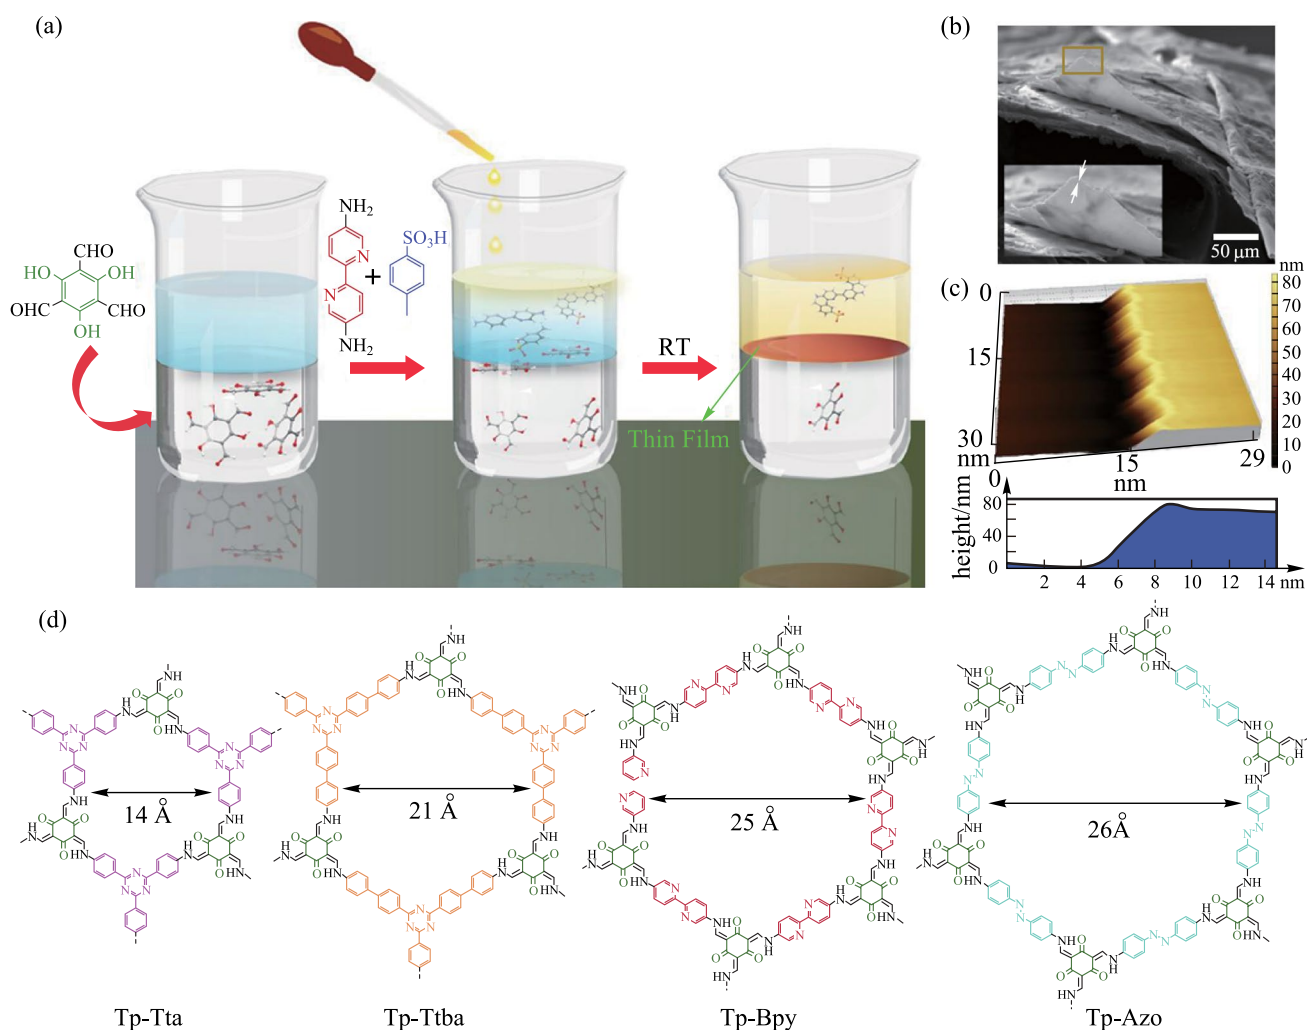 (a)
CHO
HO
OH
OHC
CHO
OH
NH2
N
N
NH2
+
SO3H
RT
Thin Film
(b)
50 μm
(c)
0
15
30
nm
0
15
nm
29
nm
80
70
60
50
40
30
20
10
0
height/nm
80
40
0
2 4 6 8 10 12 14 nm
(d)
14 Å
21 Å
25 Å
26Å
Tp-Tta
Tp-Ttba
Tp-Bpy
Tp-Azo